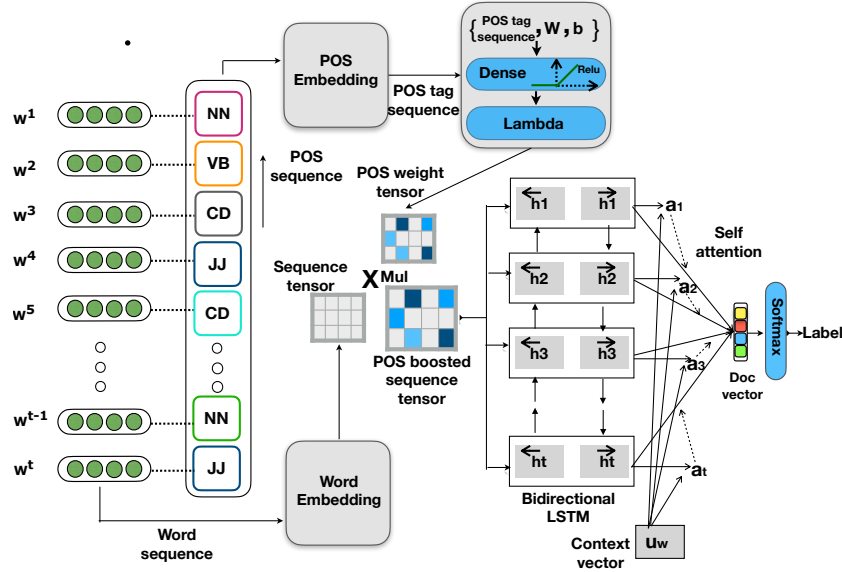 w1
w2
w3
w4
w5
wt-1
wt
NN
VB
CD
JJ
CD
NN
JJ
POS
sequence
Word
sequence
POS
Embedding
POS tag
sequence
{ POS tag sequence , W , b }
Dense
Relu
Lambda
POS weight
tensor
Sequence
tensor
X Mul
POS boosted
sequence
tensor
Word
Embedding
h1 h1
h2 h2
h3 h3
ht ht
Bidirectional
LSTM
a1
a2
a3
at
Self
attention
Context
vector
uw
Doc
vector
Softmax
Label